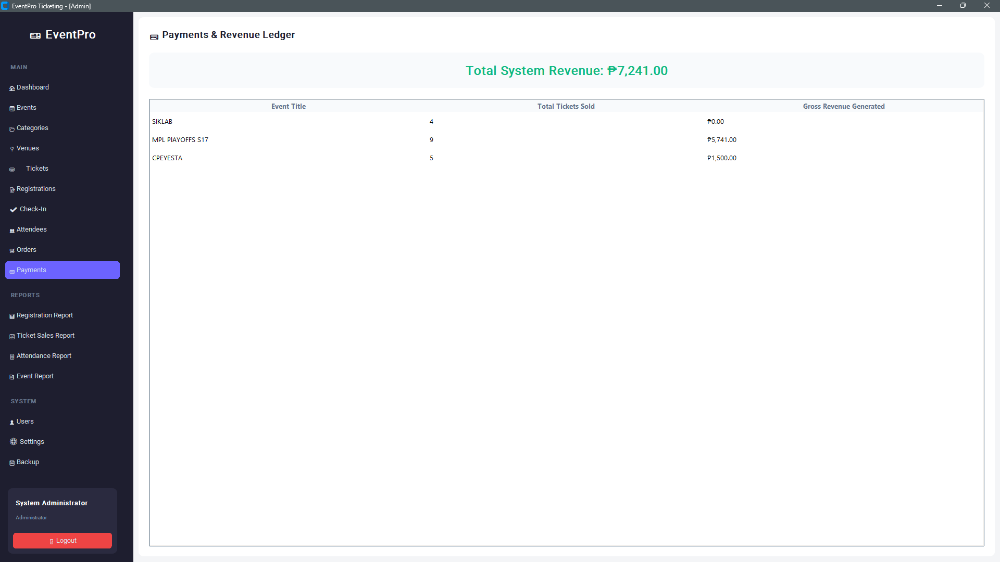 EventPro Ticketing - [Admin]
EventPro
MAIN
Dashboard
Events
Categories
Venues
Tickets
Registrations
Check-In
Attendees
Orders
Payments
REPORTS
Registration Report
Ticket Sales Report
Attendance Report
Event Report
SYSTEM
Users
Settings
Backup
System Administrator
Administrator
Logout
Payments & Revenue Ledger
Total System Revenue: ₱7,241.00
Event Title Total Tickets Sold Gross Revenue Generated
SIKLAB 4 ₱0.00
MPL PlAYOFFS S17 9 ₱5,741.00
CPEYESTA 5 ₱1,500.00